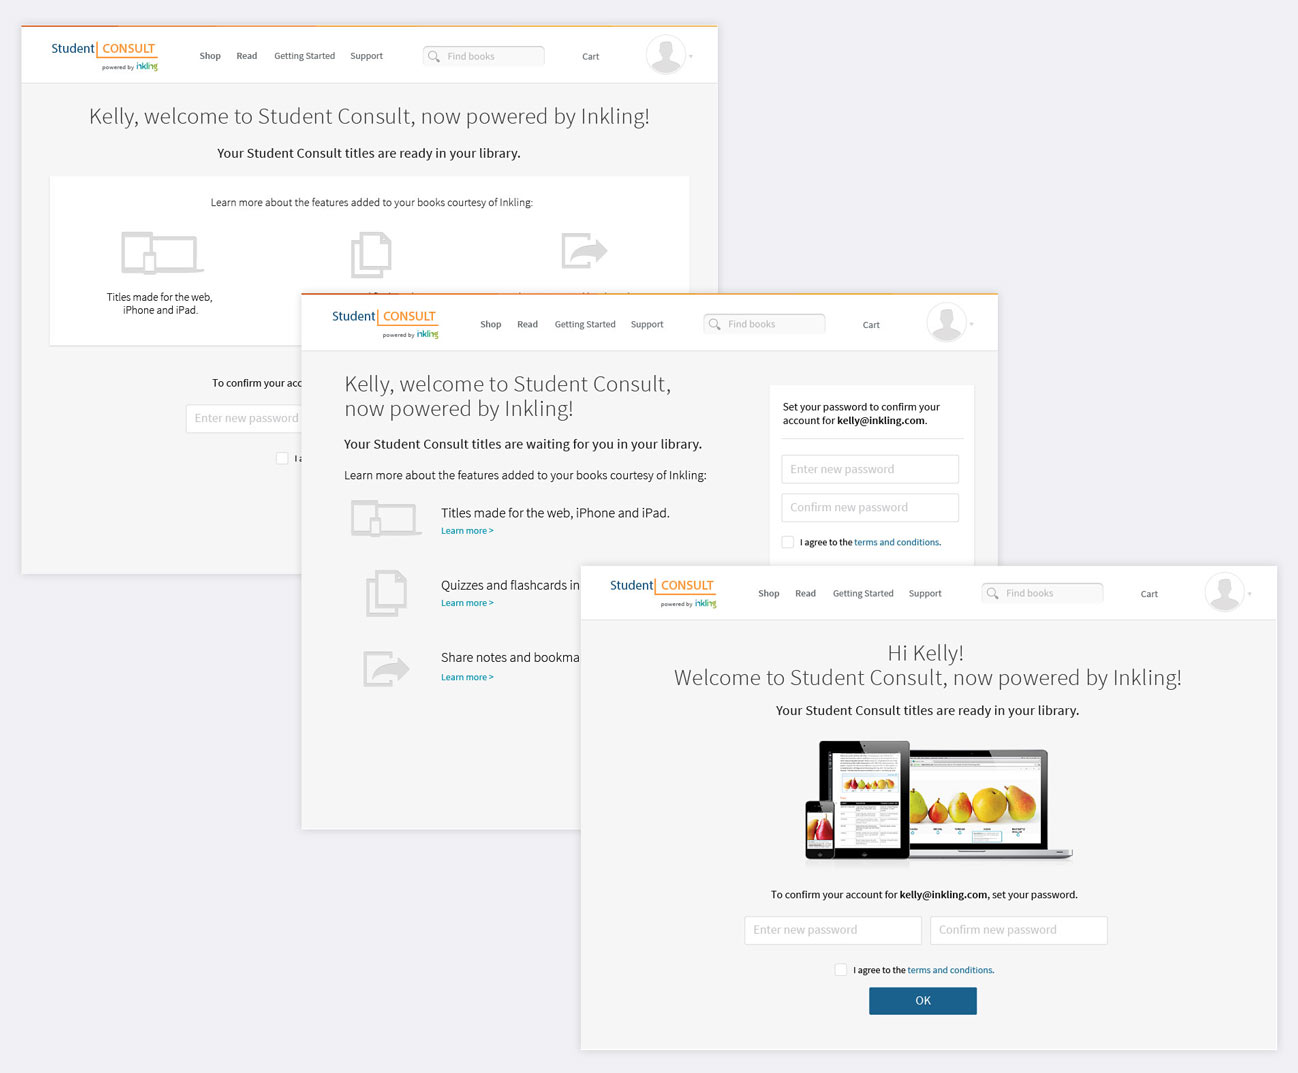 Student CONSULT
powered by inkling
Shop Read Getting Started Support Find books Cart
Kelly, welcome to Student Consult, now powered by Inkling!
Your Student Consult titles are ready in your library.
Learn more about the features added to your books courtesy of Inkling:
Titles made for the web,
iPhone and iPad.
To confirm your acc
Enter new password
I a
Student CONSULT
powered by inkling
Shop Read Getting Started Support Find books Cart
Kelly, welcome to Student Consult,
now powered by Inkling!
Your Student Consult titles are waiting for you in your library.
Learn more about the features added to your books courtesy of Inkling:
Titles made for the web, iPhone and iPad.
Learn more >
Quizzes and flashcards in
Learn more >
Share notes and bookma
Learn more >
Set your password to confirm your
account for kelly@inkling.com.
Enter new password
Confirm new password
I agree to the terms and conditions.
Student CONSULT
powered by inkling
Shop Read Getting Started Support Find books Cart
Hi Kelly!
Welcome to Student Consult, now powered by Inkling!
Your Student Consult titles are ready in your library.
To confirm your account for kelly@inkling.com, set your password.
Enter new password Confirm new password
I agree to the terms and conditions.
OK